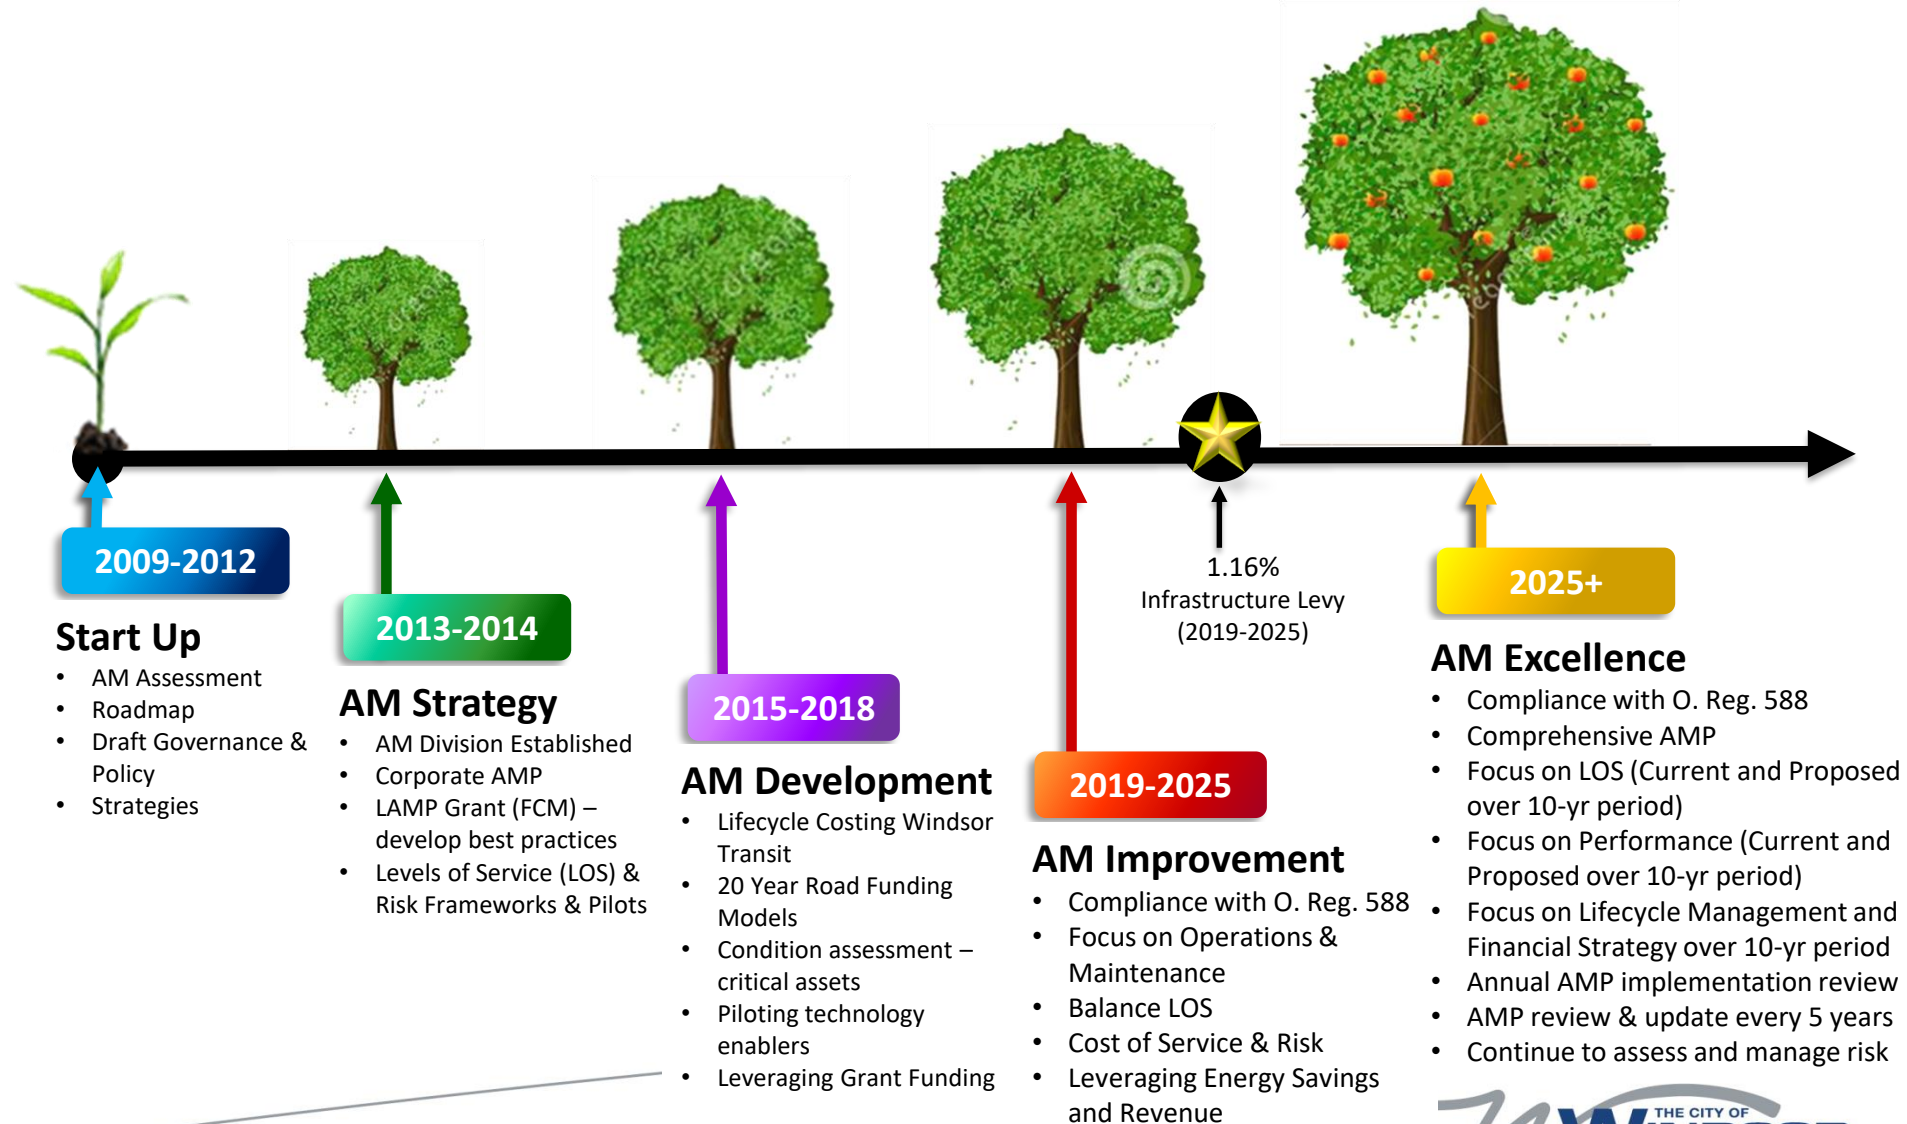 2009-2012
Start Up
• AM Assessment
• Roadmap
• Draft Governance &
Policy
• Strategies
2013-2014
AM Strategy
• AM Division Established
• Corporate AMP
• LAMP Grant (FCM) –
develop best practices
• Levels of Service (LOS) &
Risk Frameworks & Pilots
2015-2018
AM Development
• Lifecycle Costing Windsor
Transit
• 20 Year Road Funding
Models
• Condition assessment –
critical assets
• Piloting technology
enablers
• Leveraging Grant Funding
2019-2025
AM Improvement
• Compliance with O. Reg. 588
• Focus on Operations &
Maintenance
• Balance LOS
• Cost of Service & Risk
• Leveraging Energy Savings
and Revenue
1.16%
Infrastructure Levy
(2019-2025)
2025+
AM Excellence
• Compliance with O. Reg. 588
• Comprehensive AMP
• Focus on LOS (Current and Proposed
over 10-yr period)
• Focus on Performance (Current and
Proposed over 10-yr period)
• Focus on Lifecycle Management and
Financial Strategy over 10-yr period
• Annual AMP implementation review
• AMP review & update every 5 years
• Continue to assess and manage risk
THE CITY OF